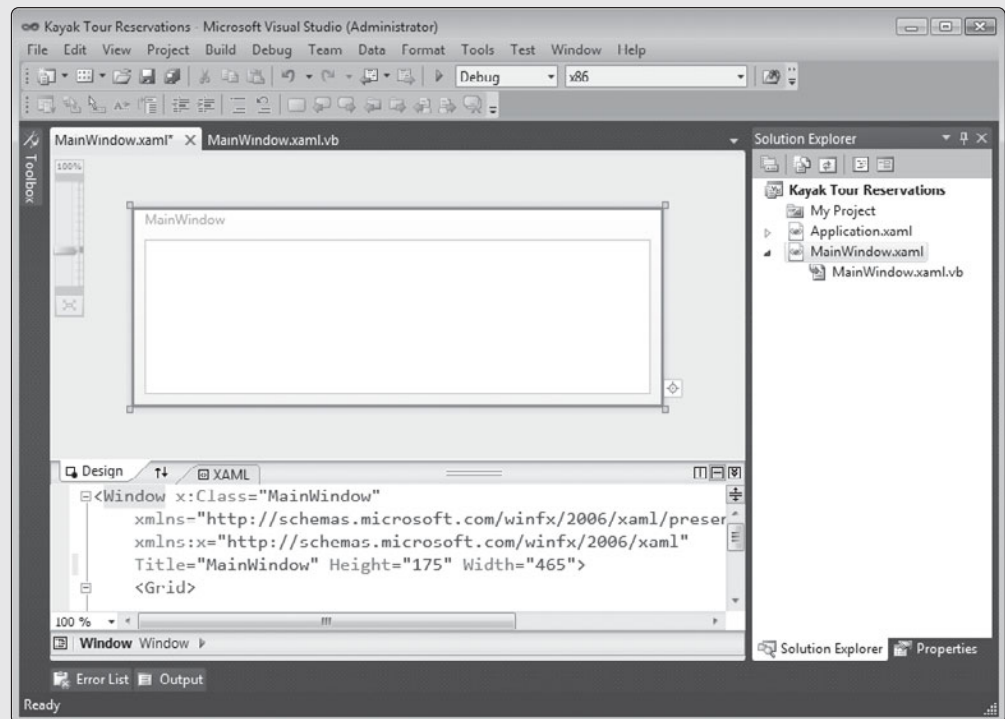 Kayak Tour Reservations - Microsoft Visual Studio (Administrator)
File Edit View Project Build Debug Team Data Format Tools Test Window Help
Debug x86
MainWindow.xaml* MainWindow.xaml.vb
Toolbox
100%
MainWindow
Design XAML
<Window x:Class="MainWindow"
xmlns="http://schemas.microsoft.com/winfx/2006/xaml/preser
xmlns:x="http://schemas.microsoft.com/winfx/2006/xaml"
Title="MainWindow" Height="175" Width="465">
<Grid>
100 %
Window Window
Error List Output
Ready
Solution Explorer
Kayak Tour Reservations
My Project
Application.xaml
MainWindow.xaml
MainWindow.xaml.vb
Solution Explorer Properties